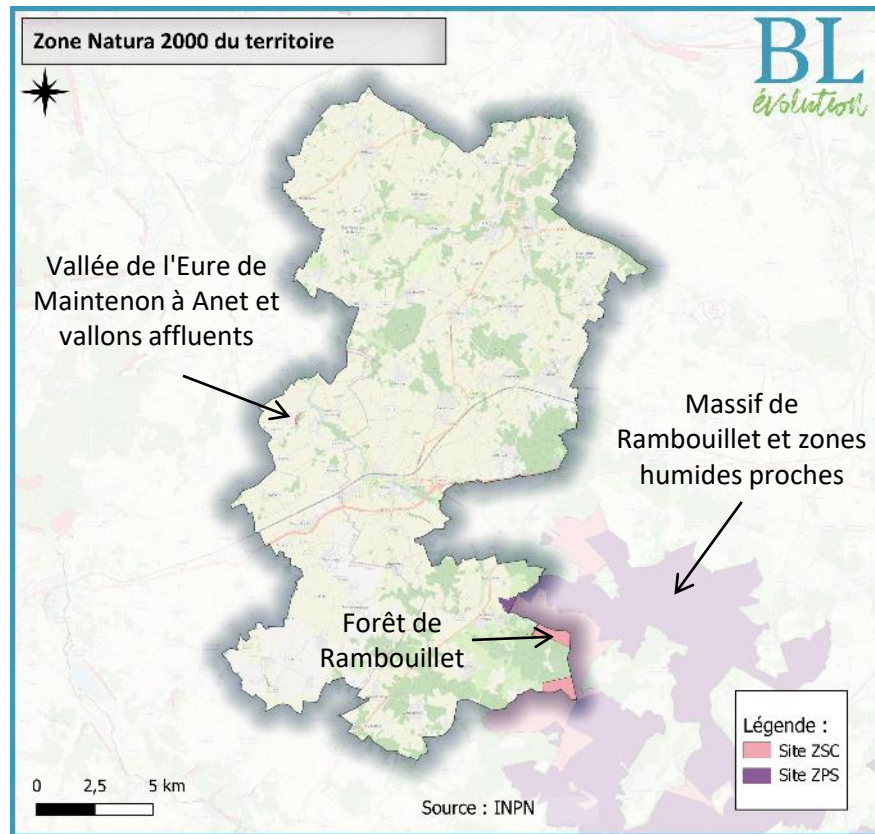 Zone Natura 2000 du territoire
BL
évolution
Vallée de l'Eure de
Maintenon à Anet et
vallons affluents
Massif de
Rambouillet et zones
humides proches
Forêt de
Rambouillet
Légende :
Site ZSC
Site ZPS
0 2,5 5 km
Source : INPN